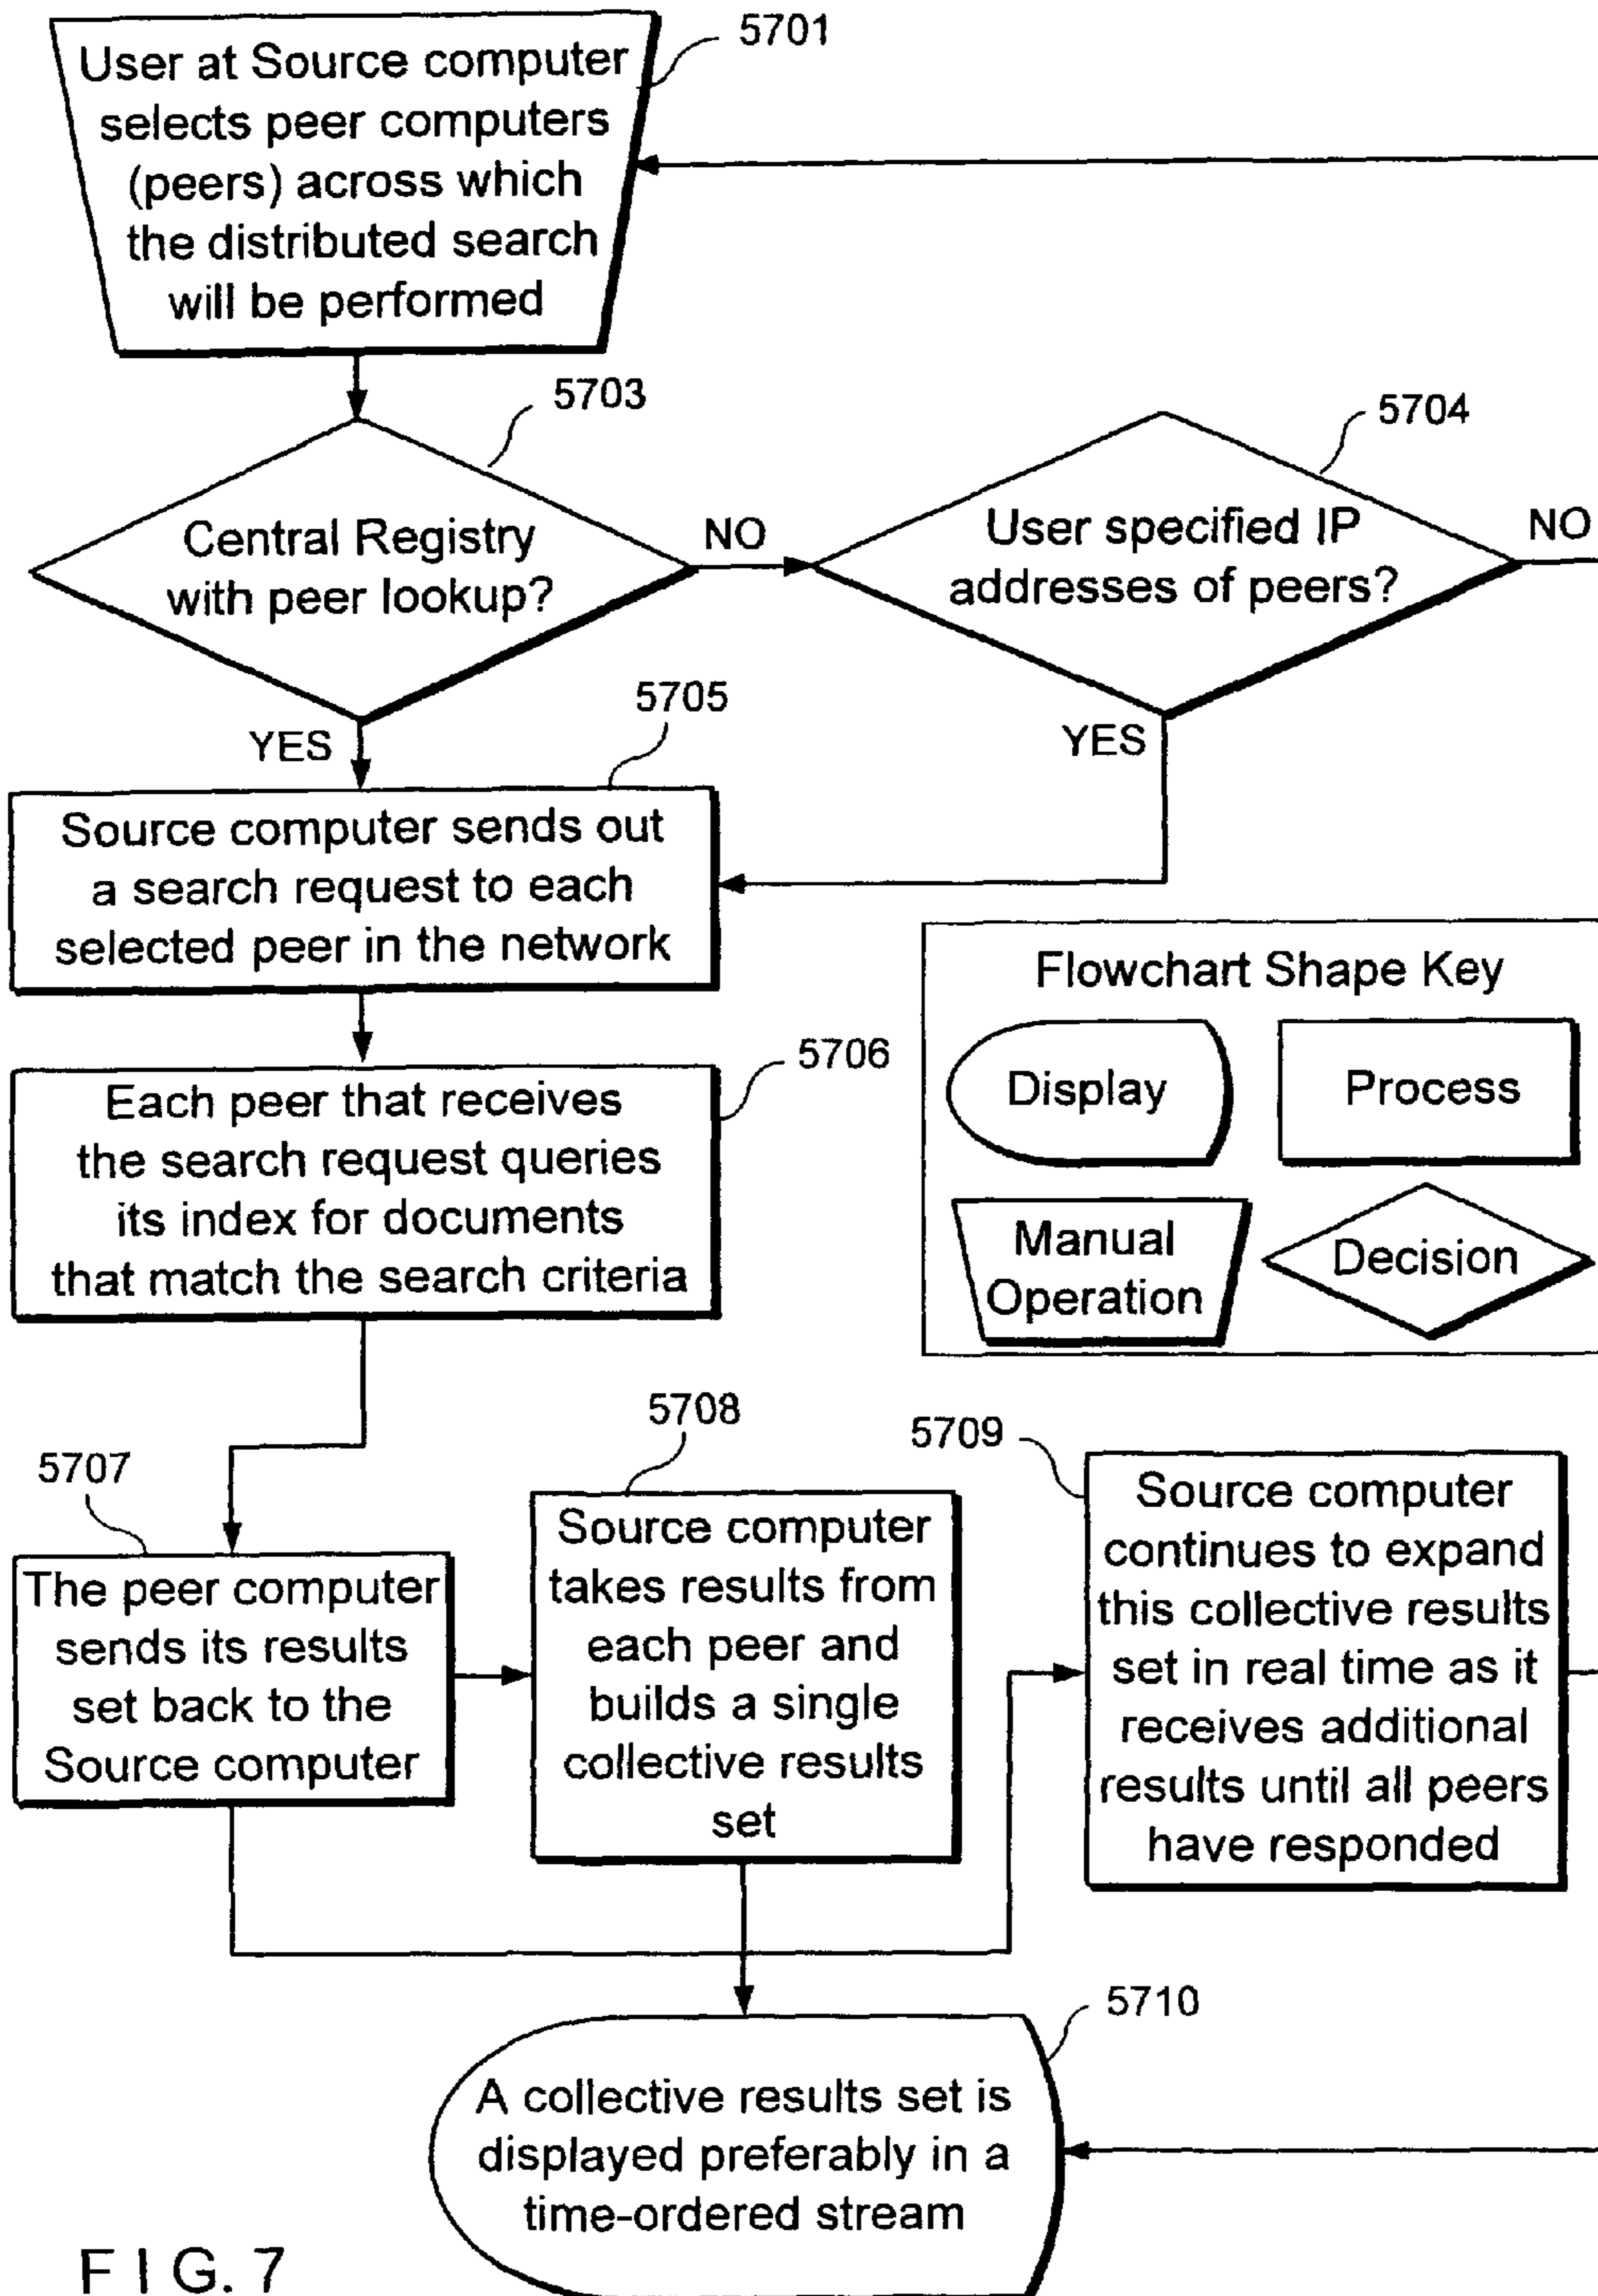 5701
User at Source computer
selects peer computers
(peers) across which
the distributed search
will be performed
5703
Central Registry
with peer lookup?
NO
YES
5704
User specified IP
addresses of peers?
NO
YES
5705
Source computer sends out
a search request to each
selected peer in the network
Flowchart Shape Key
Display
Process
Manual
Operation
Decision
5706
Each peer that receives
the search request queries
its index for documents
that match the search criteria
5707
The peer computer
sends its results
set back to the
Source computer
5708
Source computer
takes results from
each peer and
builds a single
collective results
set
5709
Source computer
continues to expand
this collective results
set in real time as it
receives additional
results until all peers
have responded
5710
A collective results set is
displayed preferably in a
time-ordered stream
FIG. 7